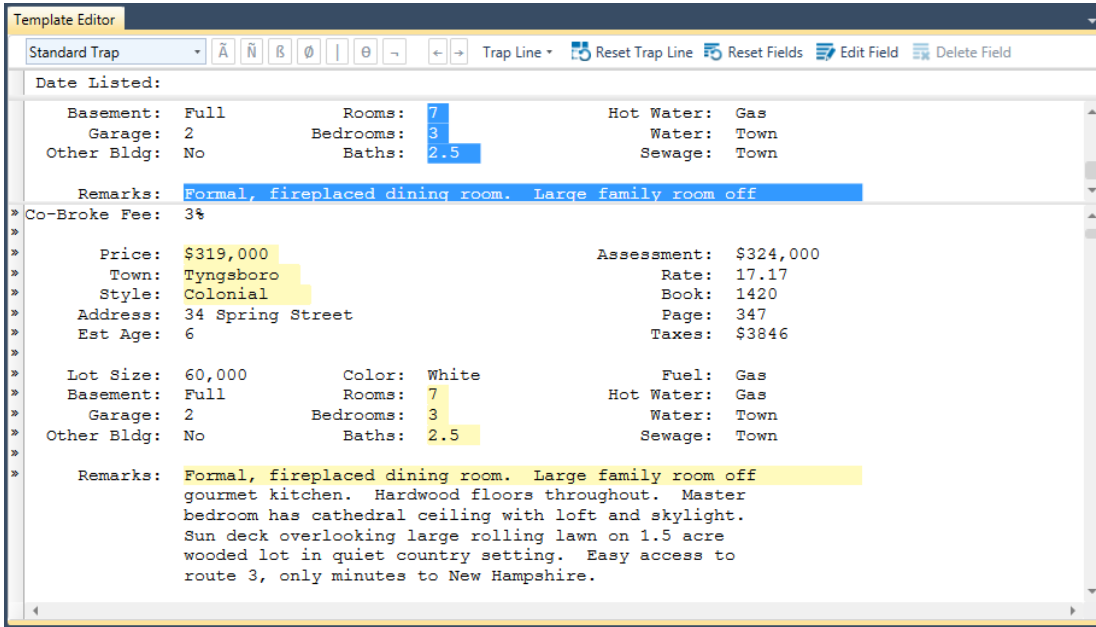 Template Editor
Standard Trap Ã Ñ ß Ø | θ ¬ ← → Trap Line Reset Trap Line Reset Fields Edit Field Delete Field
Date Listed:
Basement: Full Rooms: 7 Hot Water: Gas
Garage: 2 Bedrooms: 3 Water: Town
Other Bldg: No Baths: 2.5 Sewage: Town
Remarks: Formal, fireplaced dining room. Large family room off
» Co-Broke Fee: 3%
»
» Price: $319,000 Assessment: $324,000
» Town: Tyngsboro Rate: 17.17
» Style: Colonial Book: 1420
» Address: 34 Spring Street Page: 347
» Est Age: 6 Taxes: $3846
»
» Lot Size: 60,000 Color: White Fuel: Gas
» Basement: Full Rooms: 7 Hot Water: Gas
» Garage: 2 Bedrooms: 3 Water: Town
» Other Bldg: No Baths: 2.5 Sewage: Town
»
» Remarks: Formal, fireplaced dining room. Large family room off
gourmet kitchen. Hardwood floors throughout. Master
bedroom has cathedral ceiling with loft and skylight.
Sun deck overlooking large rolling lawn on 1.5 acre
wooded lot in quiet country setting. Easy access to
route 3, only minutes to New Hampshire.